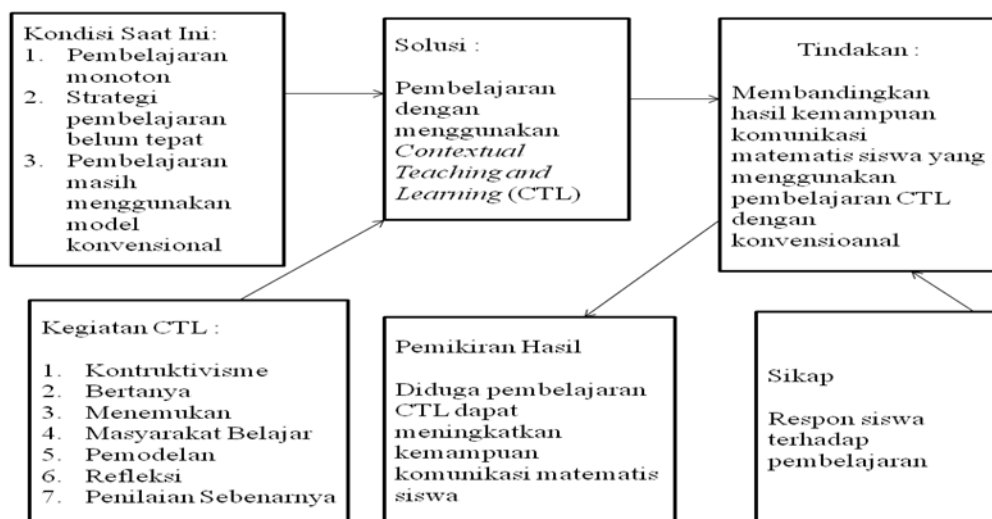 Kondisi Saat Ini:
1. Pembelajaran
monoton
2. Strategi
pembelajaran
belum tepat
3. Pembelajaran
masih
menggunakan
model
konvensional
Solusi :
Pembelajaran
dengan
menggunakan
Contextual
Teaching and
Learning (CTL)
Tindakan :
Membandingkan
hasil kemampuan
komunikasi
matematis siswa yang
menggunakan
pembelajaran CTL
dengan
konvensioanal
Kegiatan CTL :
1. Kontruktivisme
2. Bertanya
3. Menemukan
4. Masyarakat Belajar
5. Pemodelan
6. Refleksi
7. Penilaian Sebenarnya
Pemikiran Hasil
Diduga pembelajaran
CTL dapat
meningkatkan
kemampuan
komunikasi matematis
siswa
Sikap
Respon siswa
terhadap
pembelajaran